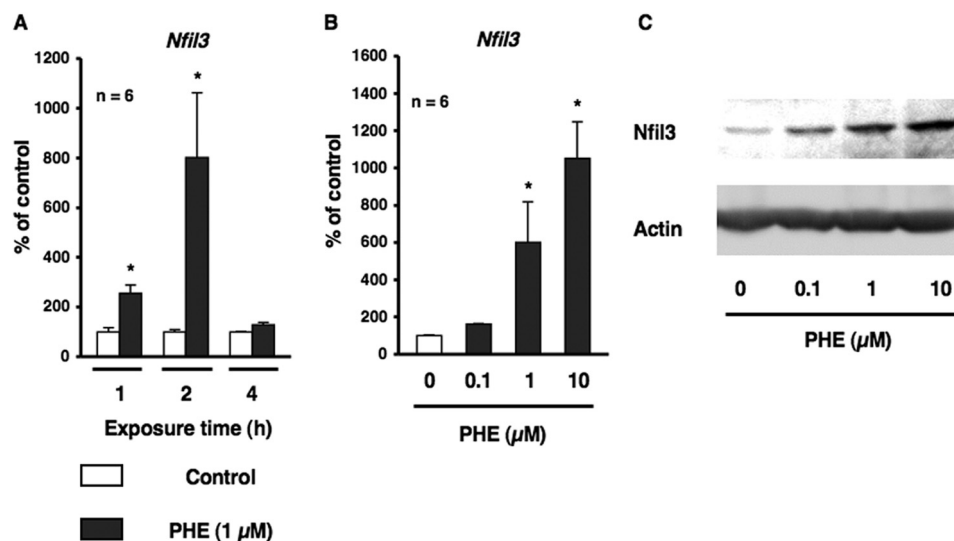 A
Nfil3
1200
1000
800
600
400
200
0
% of control
n = 6
*
*
1 2 4
Exposure time (h)
Control
PHE (1 µM)
B
Nfil3
1600
1400
1200
1000
800
600
400
200
0
% of control
n = 6
*
*
0 0.1 1 10
PHE (µM)
C
Nfil3
Actin
0 0.1 1 10
PHE (µM)